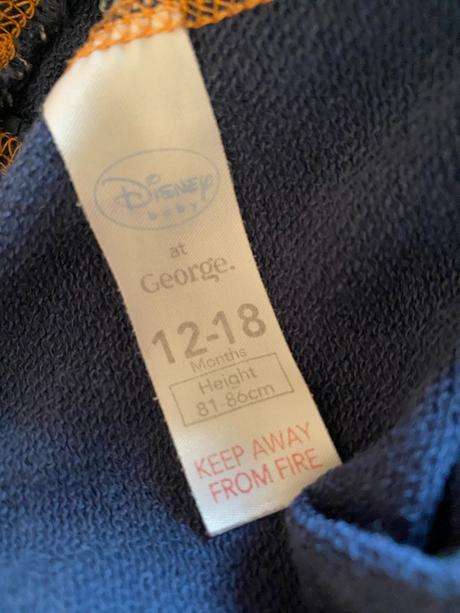 Disney
baby
at
George.
12-18
Months
Height
81-86cm
KEEP AWAY
FROM FIRE